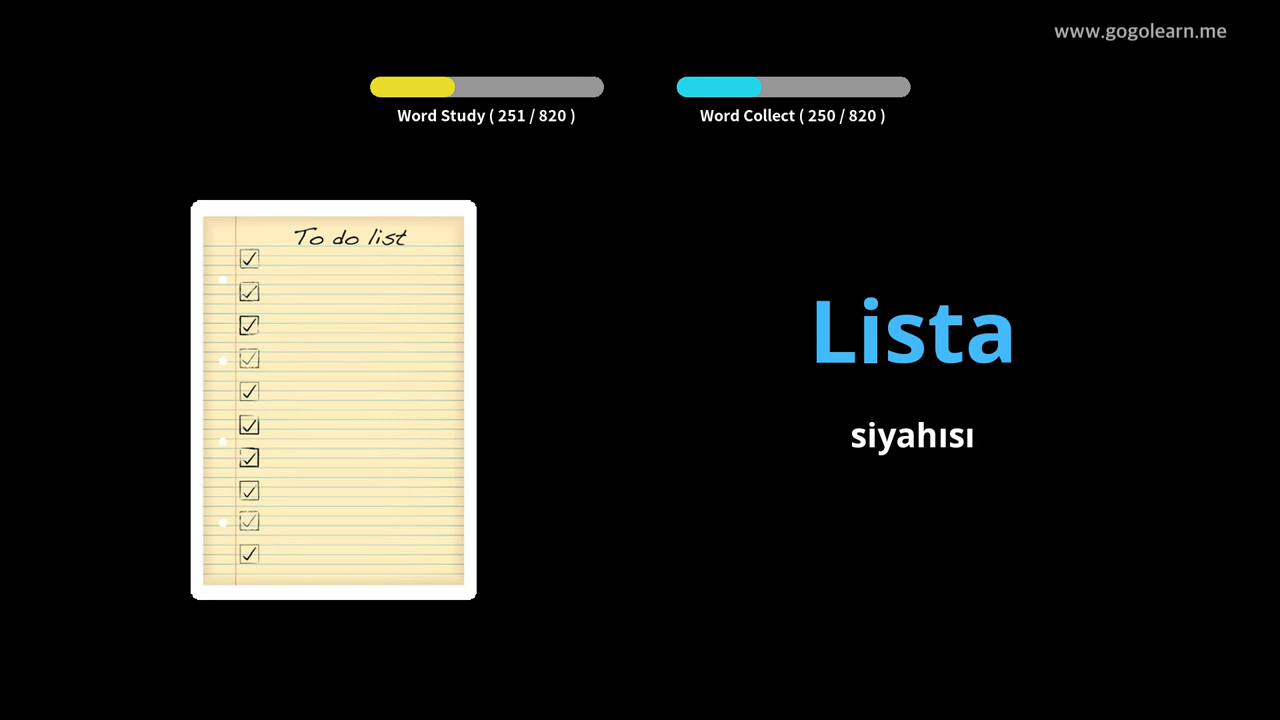 www.gogolearn.me
Word Study ( 251 / 820 )
Word Collect ( 250 / 820 )
To do list
Lista
siyahısı